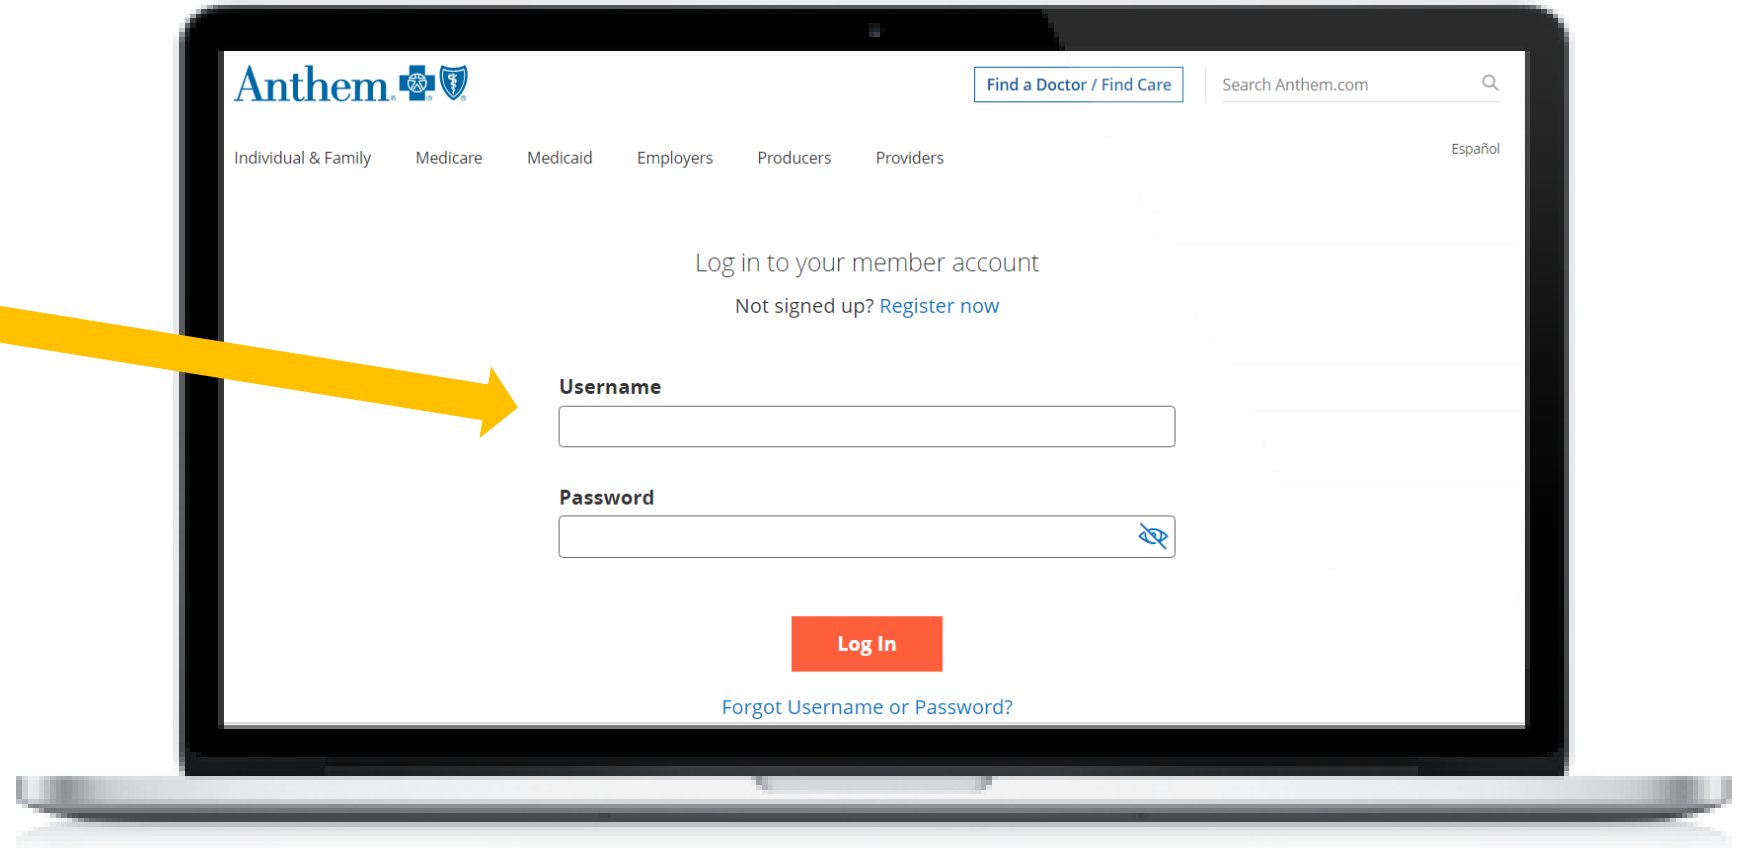 Anthem
Find a Doctor / Find Care
Search Anthem.com
Individual & Family Medicare Medicaid Employers Producers Providers
Español
Log in to your member account
Not signed up? Register now
Username
Password
Log In
Forgot Username or Password?